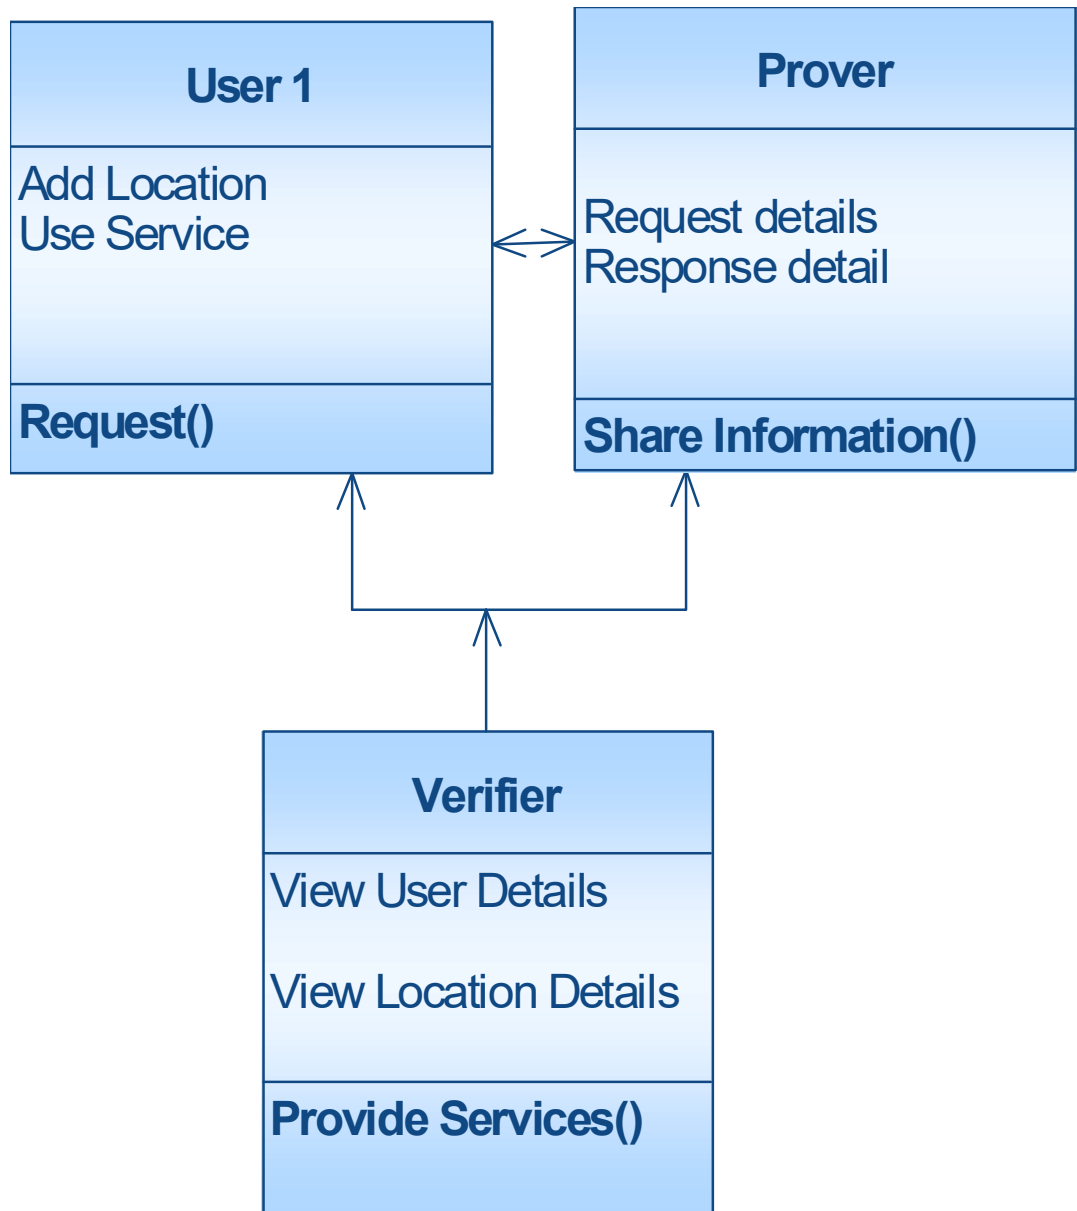 User 1
Add Location
Use Service
Request()
Prover
Request details
Response detail
Share Information()
Verifier
View User Details
View Location Details
Provide Services()